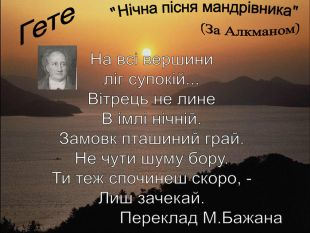 Гете
"Нічна пісня мандрівника"
(За Алкманом)
На всі вершини
ліг супокій...
Вітрець не лине
В імлі нічній.
Замовк пташиний грай.
Не чути шуму бору.
Ти теж спочинеш скоро, -
Лиш зачекай.
Переклад М.Бажана